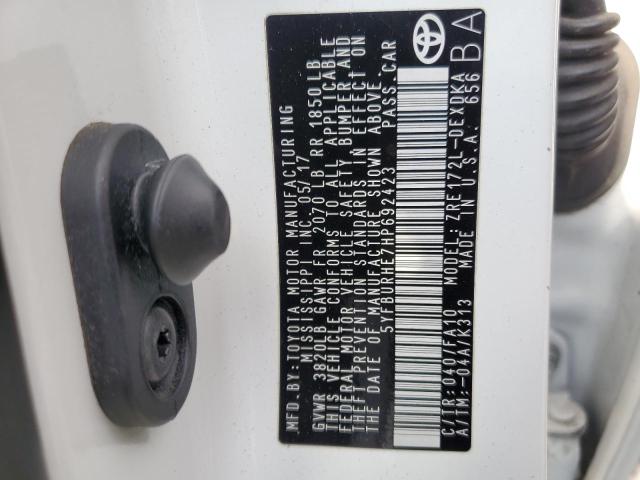 MFD.BY:TOYOTA MOTOR MANUFACTURING
MISSISSIPPI INC. 05/17
GVWR 3820LB GAWR FR 2070 LB RR 1850LB
THIS VEHICLE CONFORMS TO ALL APPLICABLE
FEDERAL MOTOR VEHICLE SAFETY BUMPER,AND
THEFT PREVENTION STANDARDS IN EFFECT ON
THE DATE OF MANUFACTURE SHOWN ABOVE.
5YFBURHE7HP692423 PASS.CAR
C/TR: 040/FA10 MODEL: ZRE172L-DEXDKA
A/TM:-04A/K313 MADE IN U.S.A. 656
BA